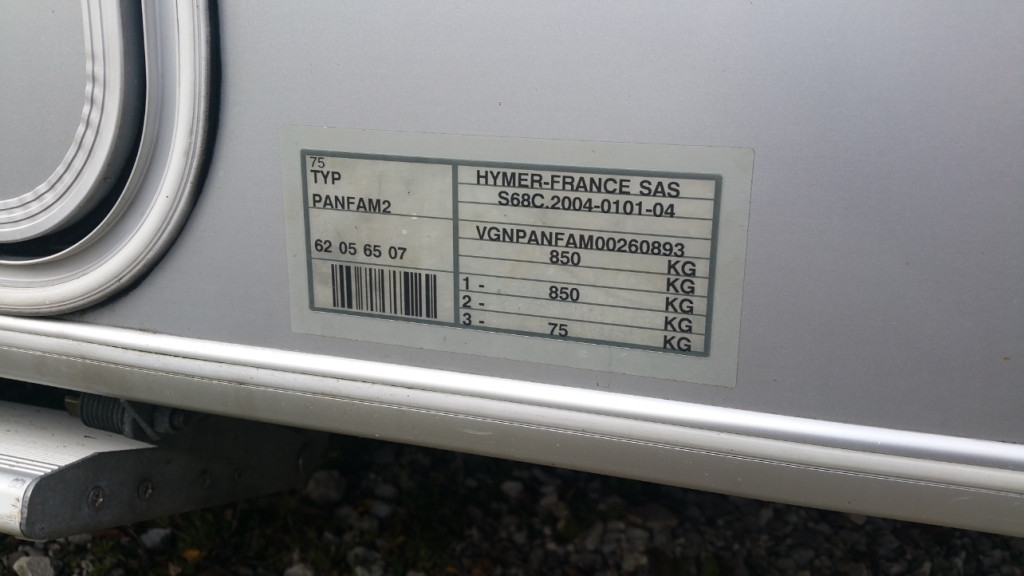 75
TYP
PANFAM2
62 05 65 07
HYMER-FRANCE SAS
S68C.2004-0101-04
VGNPANFAM00260893
850 KG
1 - 850 KG
2 - KG
3 - 75 KG
KG